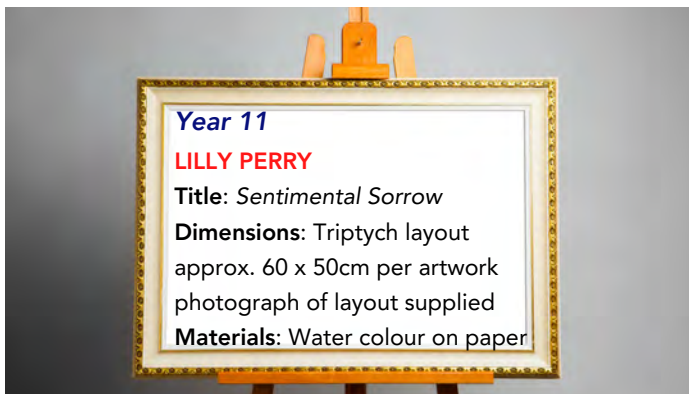 Year 11
LILLY PERRY
Title: Sentimental Sorrow
Dimensions: Triptych layout
approx. 60 x 50cm per artwork
photograph of layout supplied
Materials: Water colour on paper